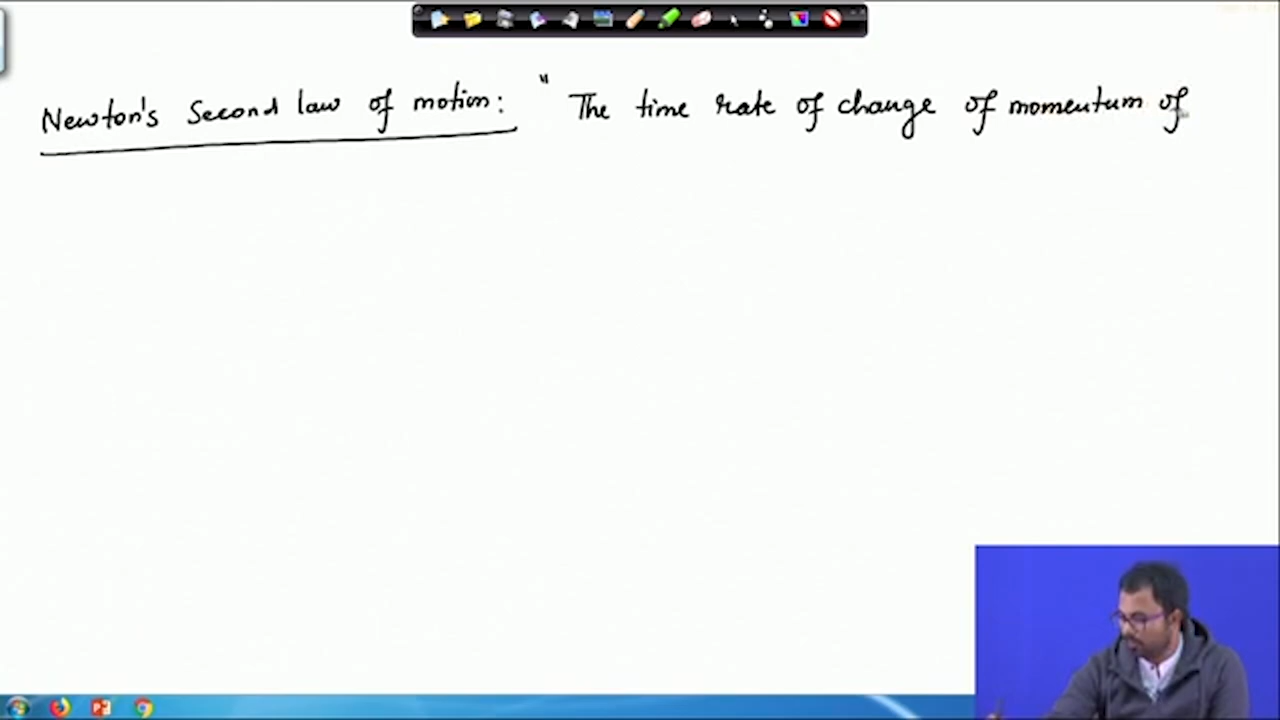 Newton's Second law of motion: " The time rate of change of momentum of